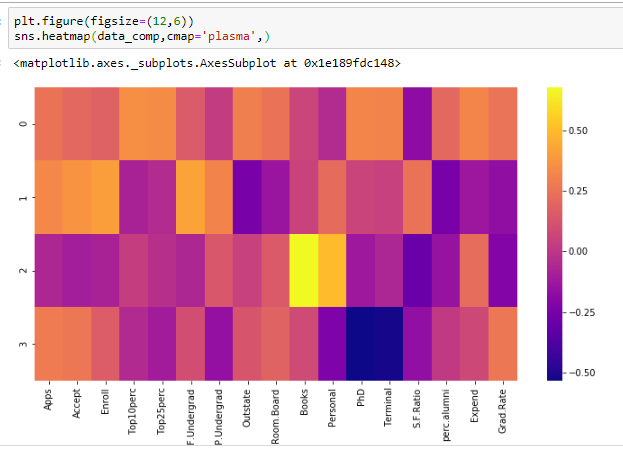 plt.figure(figsize=(12,6))
sns.heatmap(data_comp,cmap='plasma',)
<matplotlib.axes._subplots.AxesSubplot at 0x1e189fdc148>
0
1
2
3
0.50
0.25
0.00
−0.25
−0.50
Apps
Accept
Enroll
Top10perc
Top25perc
F.Undergrad
P.Undergrad
Outstate
Room.Board
Books
Personal
PhD
Terminal
S.F.Ratio
perc.alumni
Expend
Grad.Rate